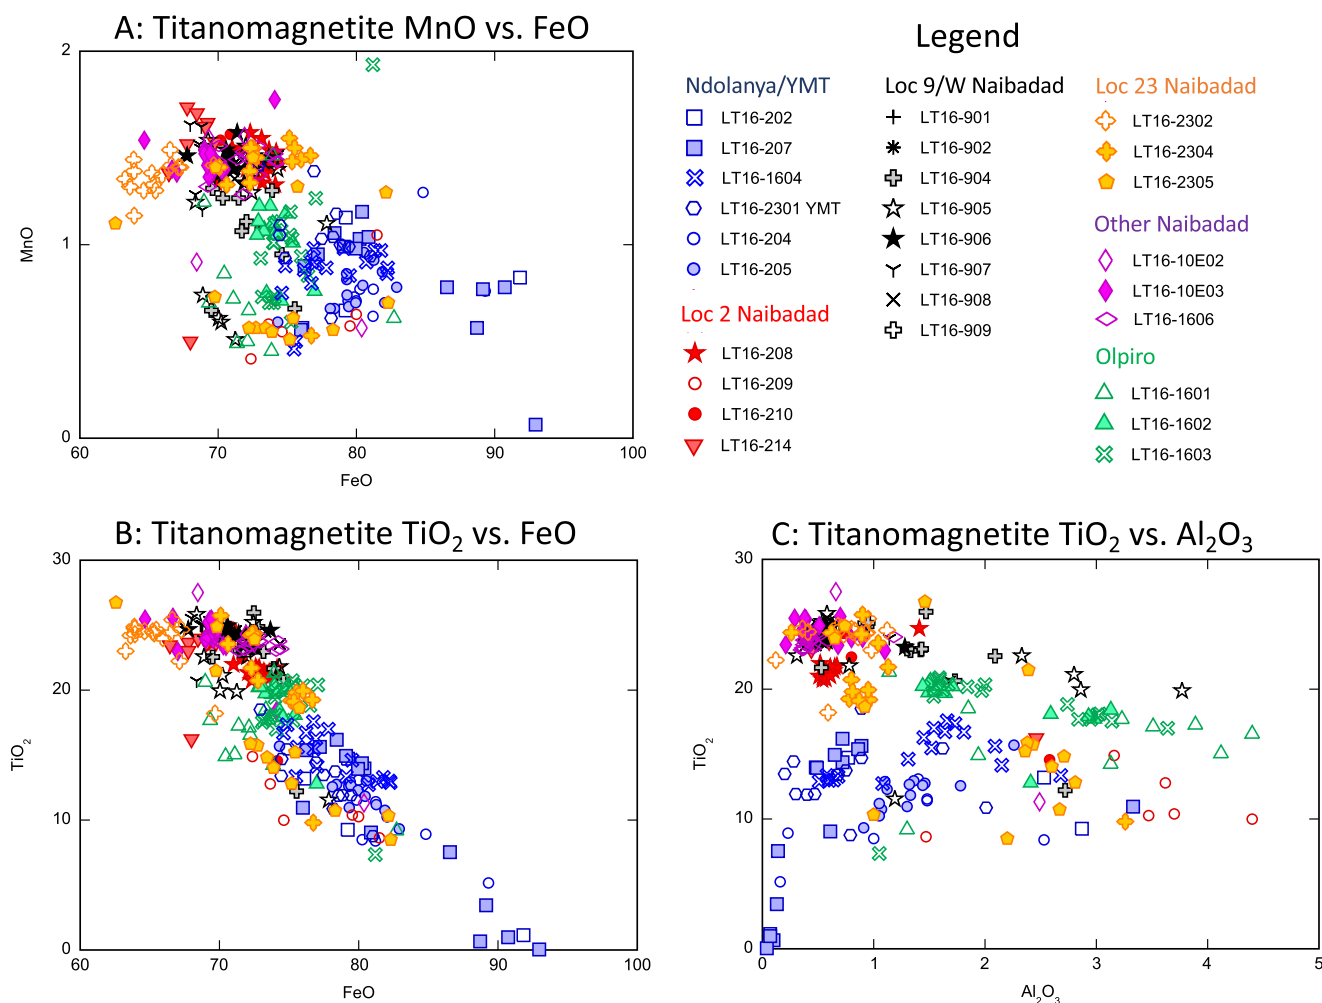 A: Titanomagnetite MnO vs. FeO
2
1
0
MnO
60
70
80
90
100
FeO
Legend
Ndolanya/YMT
LT16-202
LT16-207
LT16-1604
LT16-2301 YMT
LT16-204
LT16-205
Loc 2 Naibadad
LT16-208
LT16-209
LT16-210
LT16-214
Loc 9/W Naibadad
LT16-901
LT16-902
LT16-904
LT16-905
LT16-906
LT16-907
LT16-908
LT16-909
Loc 23 Naibadad
LT16-2302
LT16-2304
LT16-2305
Other Naibadad
LT16-10E02
LT16-10E03
LT16-1606
Olpiro
LT16-1601
LT16-1602
LT16-1603
B: Titanomagnetite TiO2 vs. FeO
30
20
10
0
TiO2
60
70
80
90
100
FeO
C: Titanomagnetite TiO2 vs. Al2O3
30
20
10
0
TiO2
0
1
2
3
4
5
Al2O3